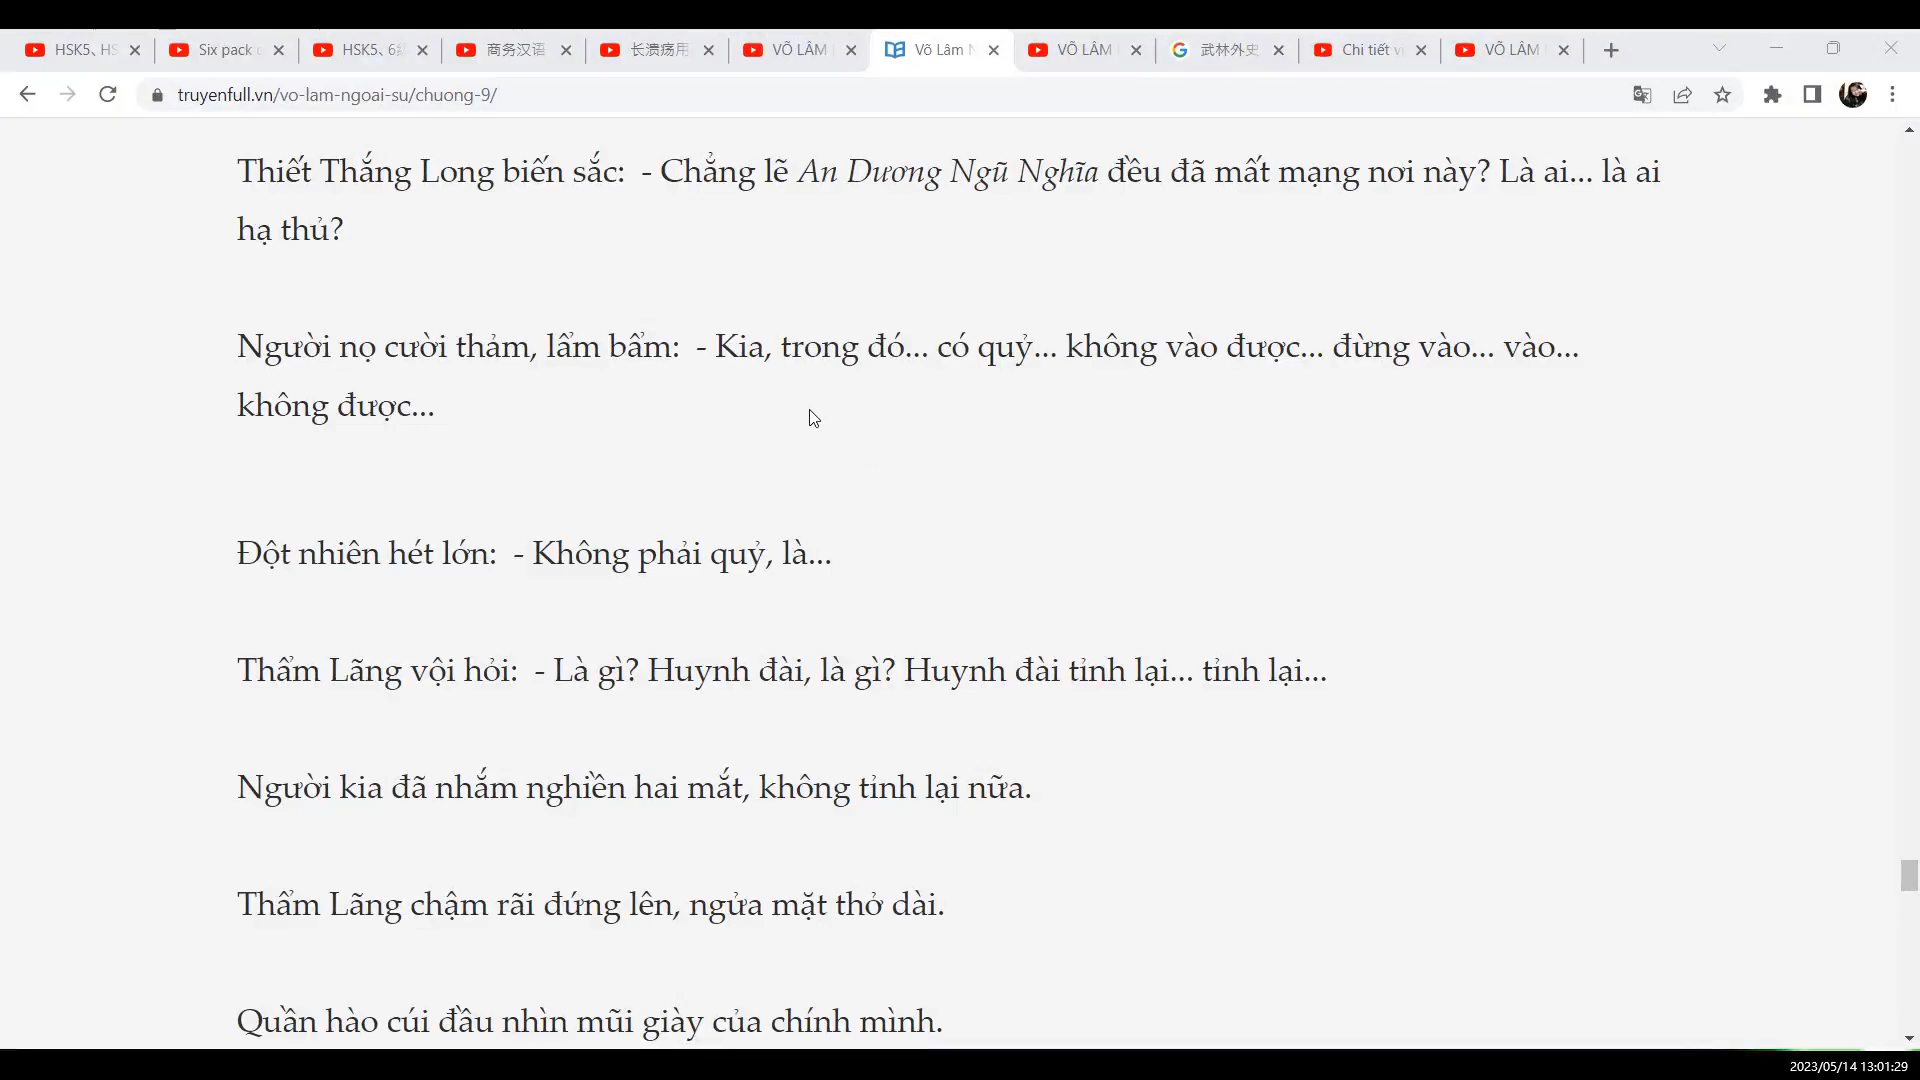 HSK5、HS
Six pack
HSK5、6
商务汉语
长溃疡用
VÕ LÂM
Võ Lâm N
VÕ LÂM
武林外史
Chi tiết v
VÕ LÂM
truyenfull.vn/vo-lam-ngoai-su/chuong-9/
Thiết Thắng Long biến sắc: - Chẳng lẽ An Dương Ngũ Nghĩa đều đã mất mạng nơi này? Là ai... là ai
hạ thủ?
Người nọ cười thảm, lẩm bẩm: - Kia, trong đó... có quỷ... không vào được... đừng vào... vào...
không được...
Đột nhiên hét lớn: - Không phải quỷ, là...
Thẩm Lãng vội hỏi: - Là gì? Huynh đài, là gì? Huynh đài tỉnh lại... tỉnh lại...
Người kia đã nhắm nghiền hai mắt, không tỉnh lại nữa.
Thẩm Lãng chậm rãi đứng lên, ngửa mặt thở dài.
Quần hào cúi đầu nhìn mũi giày của chính mình.
2023/05/14 13:01:29